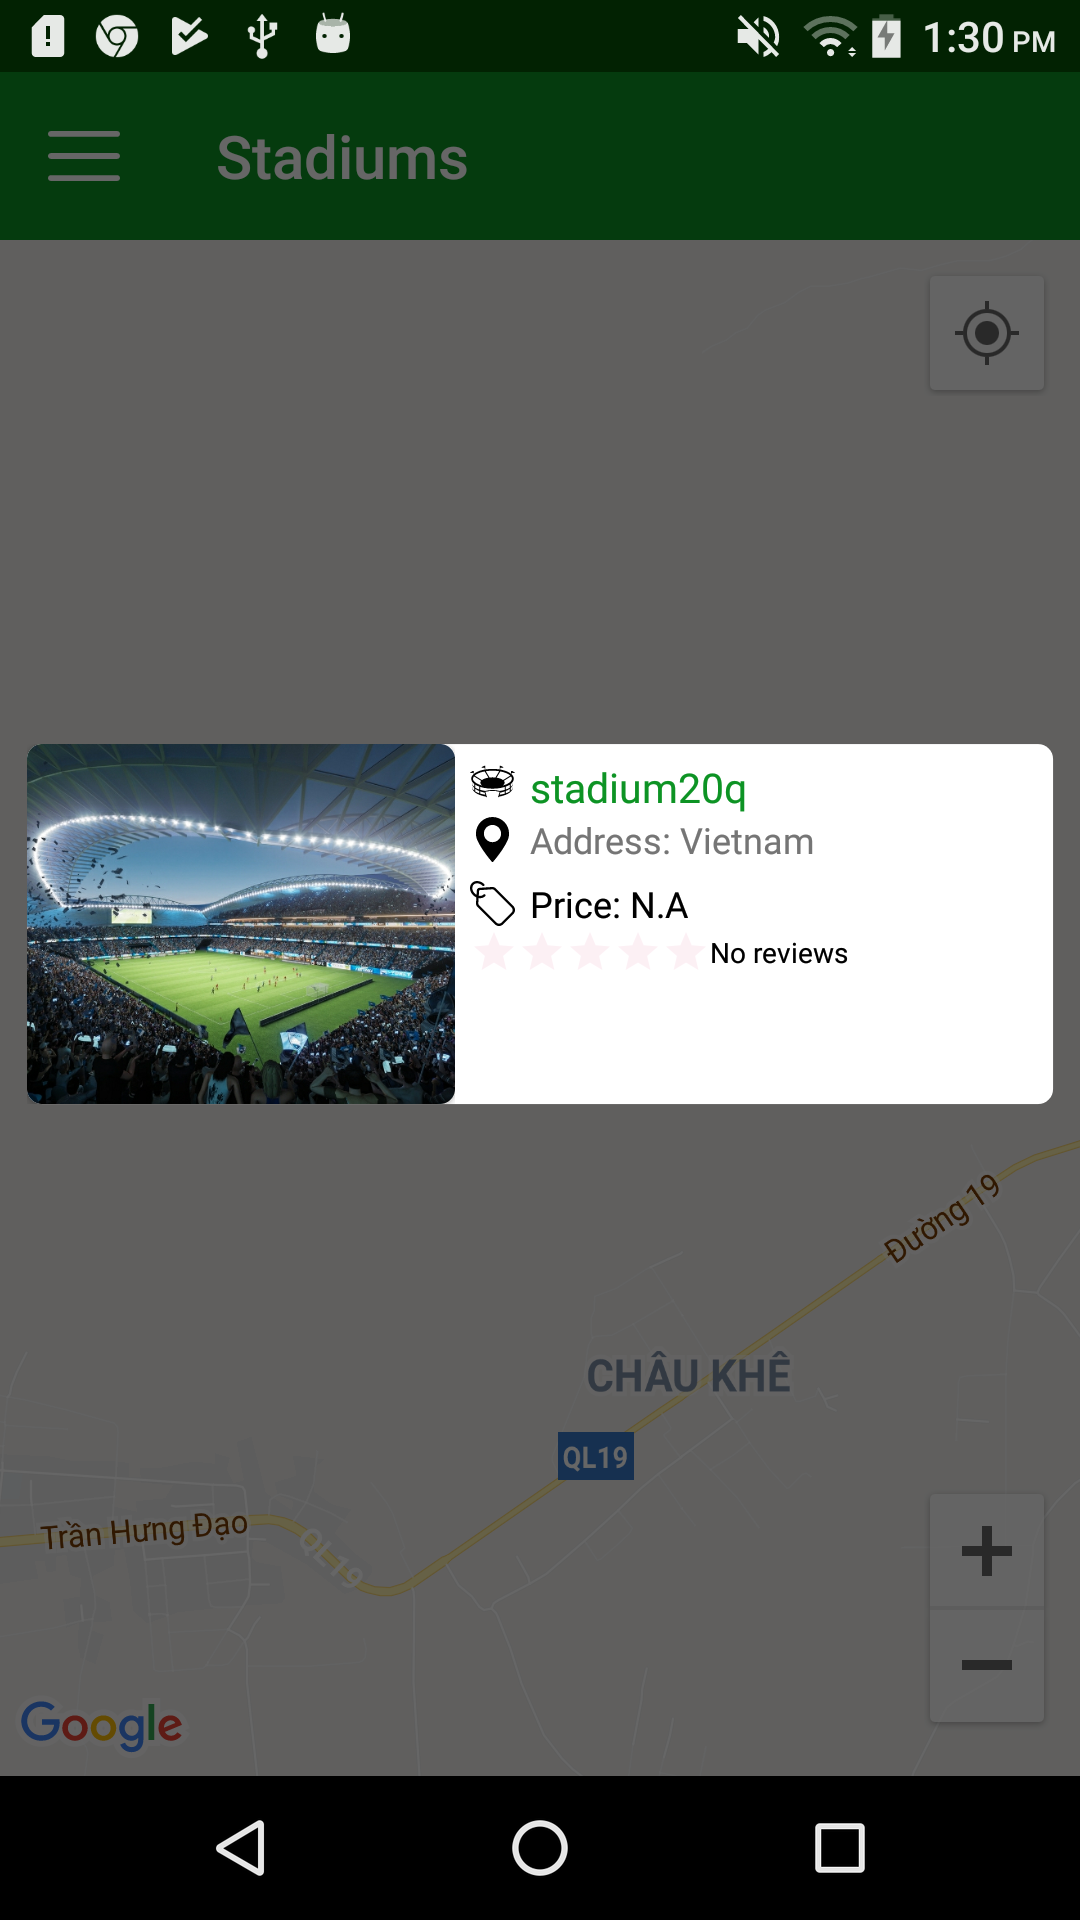 1:30 PM
Stadiums
stadium20q
Address: Vietnam
Price: N.A
No reviews
Đường 19
CHÂU KHÊ
QL19
Trần Hưng Đạo
QL19
Google